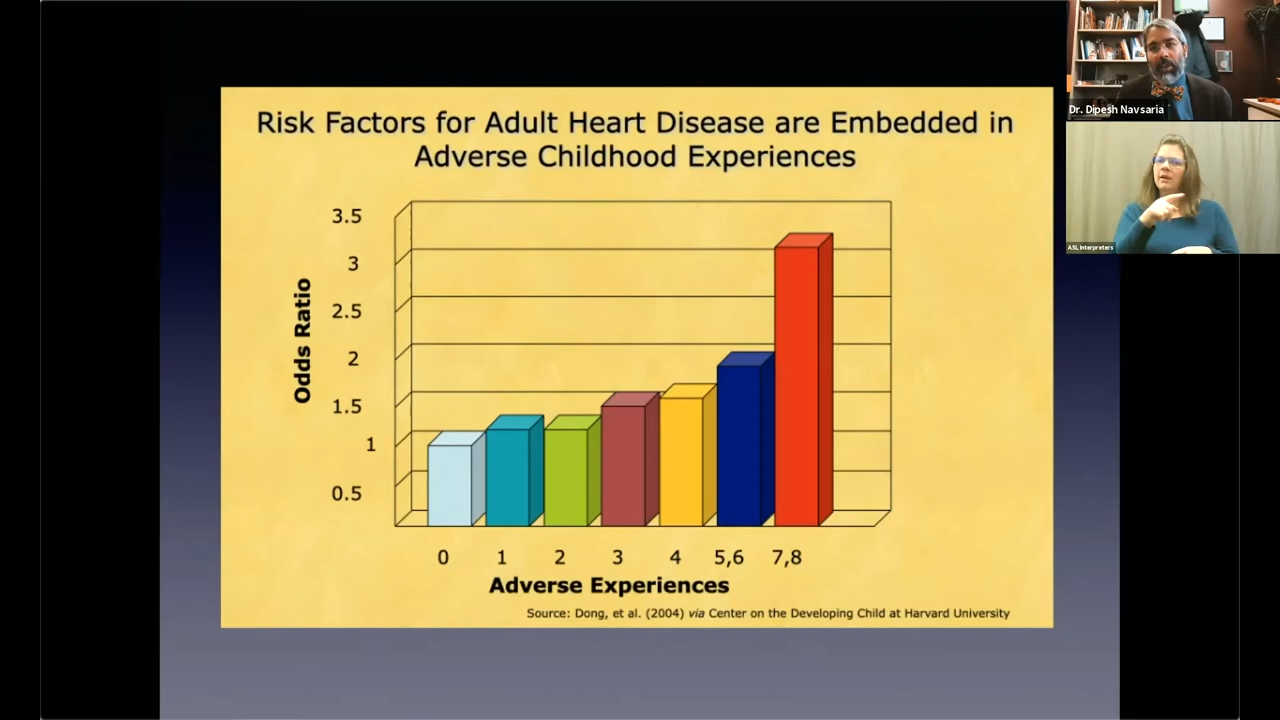 Risk Factors for Adult Heart Disease are Embedded in
Adverse Childhood Experiences
3.5
3
2.5
2
1.5
1
0.5
Odds Ratio
0 1 2 3 4 5,6 7,8
Adverse Experiences
Source: Dong, et al. (2004) via Center on the Developing Child at Harvard University
Dr. Dipesh Navsaria
ASL Interpreters